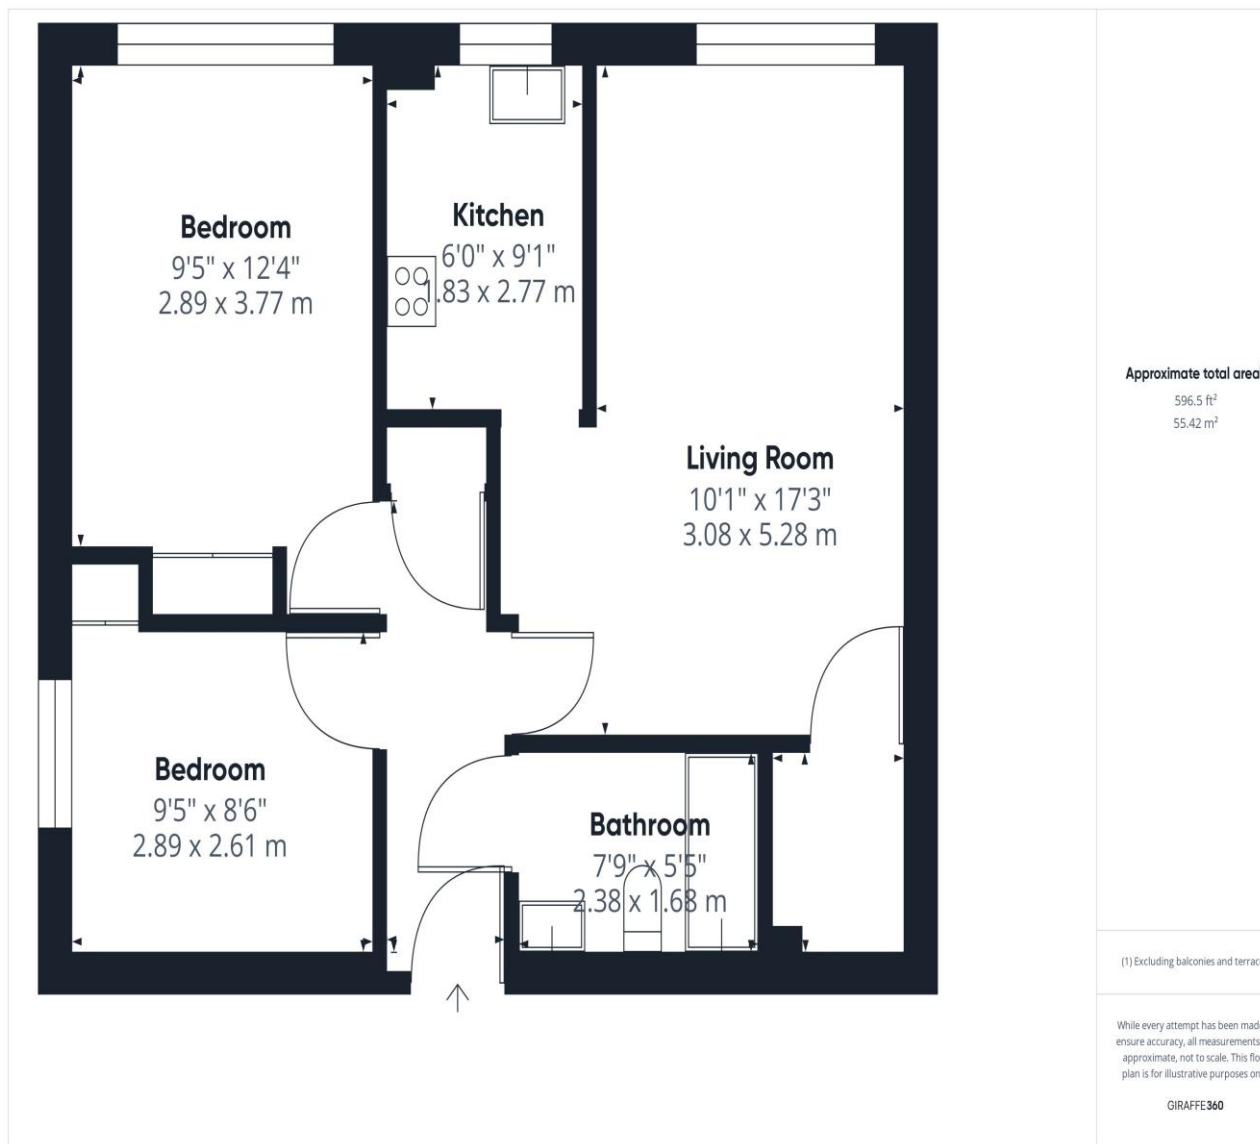 Bedroom
9'5" x 12'4"
2.89 x 3.77 m
Kitchen
6'0" x 9'1"
1.83 x 2.77 m
Living Room
10'1" x 17'3"
3.08 x 5.28 m
Bedroom
9'5" x 8'6"
2.89 x 2.61 m
Bathroom
7'9" x 5'5"
2.38 x 1.68 m
Approximate total area
596.5 ft²
55.42 m²
(1) Excluding balconies and terrac
While every attempt has been mad
ensure accuracy, all measurements
approximate, not to scale. This flo
plan is for illustrative purposes on
GIRAFFE360